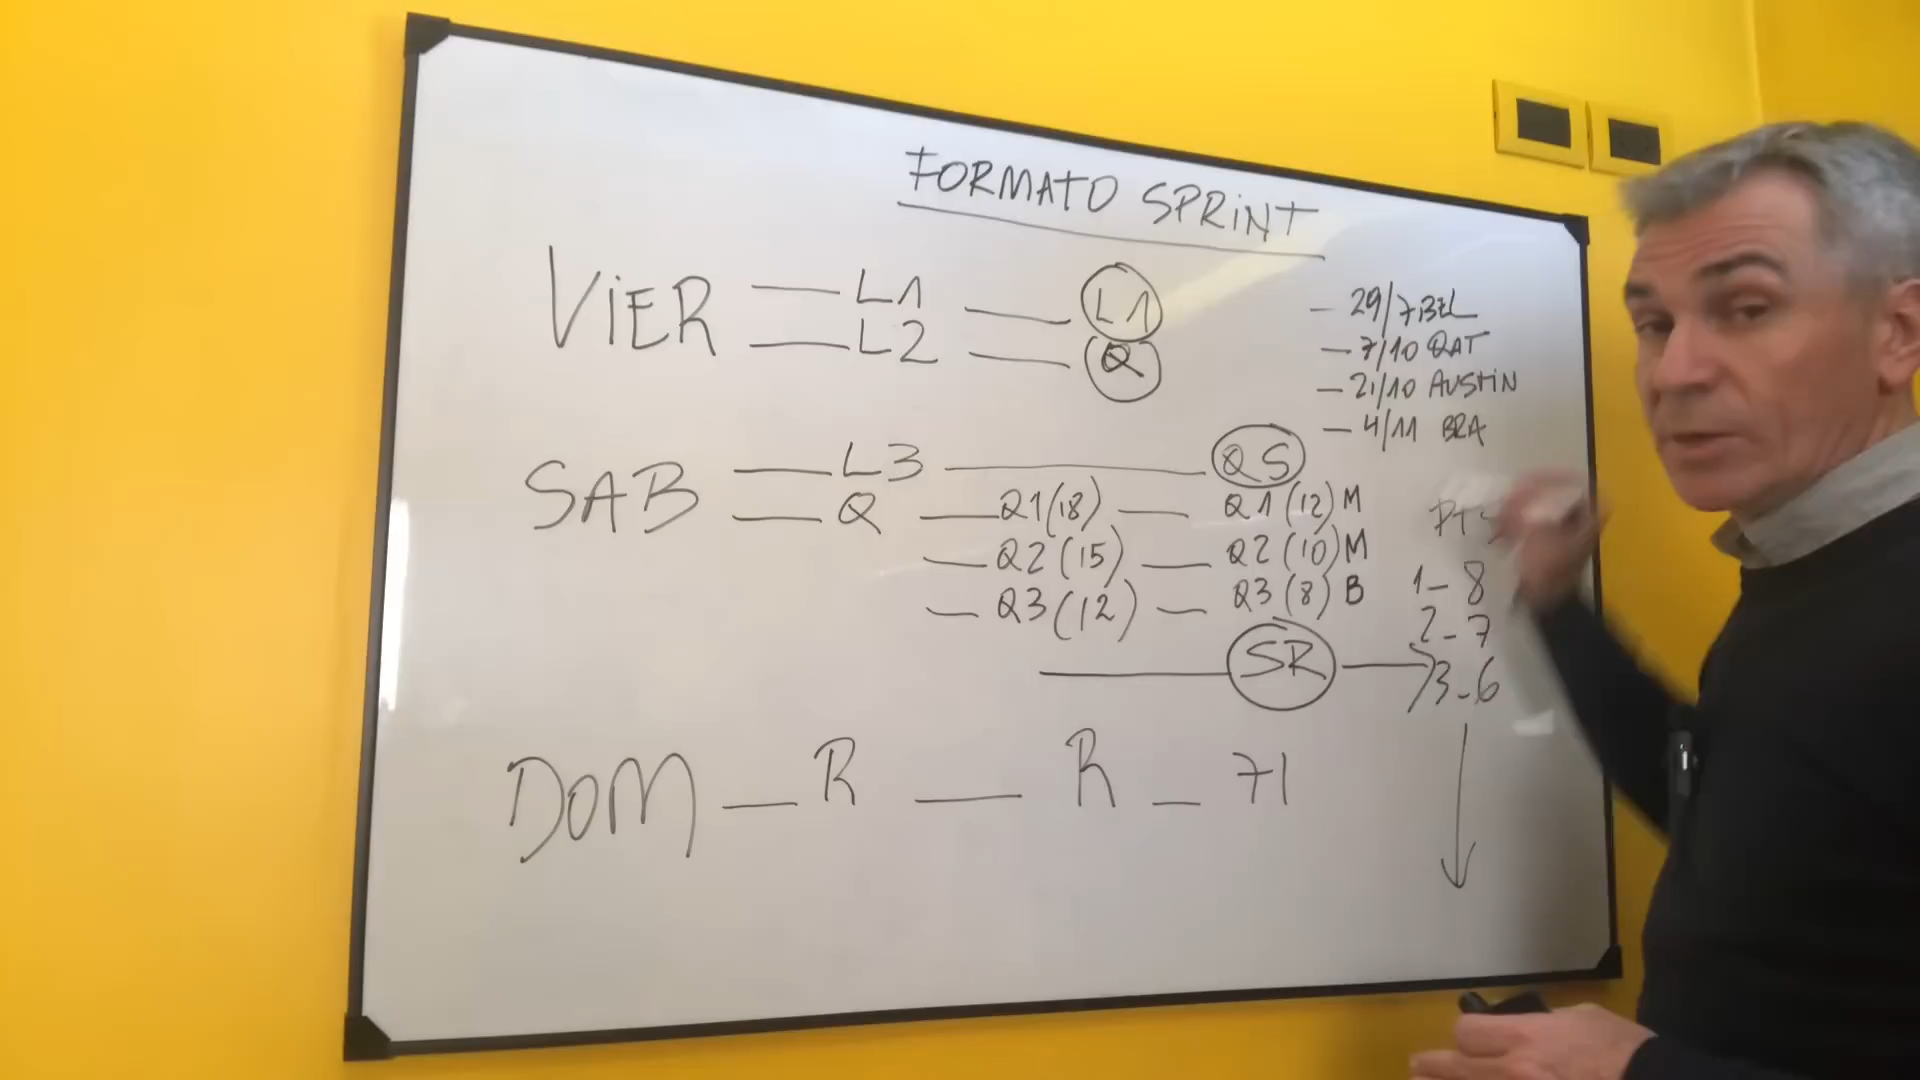 FORMATO SPRINT
VIER — L1 — L1
— L2 — Q
— 29/7 BEL
— 7/10 QAT
— 21/10 AUSTIN
— 4/11 BRA
SAB — L3 — QS
— Q — Q1 (18) — Q1 (12) M
— Q2 (15) — Q2 (10) M
— Q3 (12) — Q3 (8) B
— SR →
PTS
1 - 8
2 - 7
3 - 6
DOM — R — R — 71